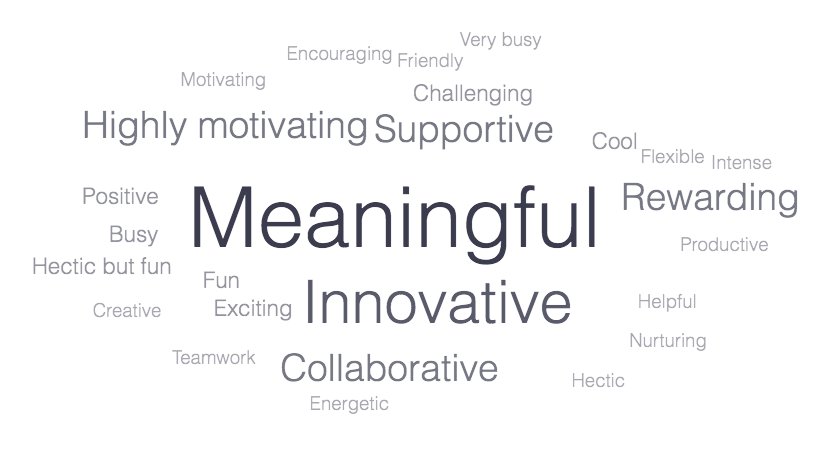 Very busy
Encouraging
Friendly
Motivating
Challenging
Highly motivating
Supportive
Cool
Flexible
Intense
Positive
Meaningful
Rewarding
Busy
Productive
Hectic but fun
Fun
Innovative
Helpful
Creative
Exciting
Nurturing
Teamwork
Collaborative
Hectic
Energetic